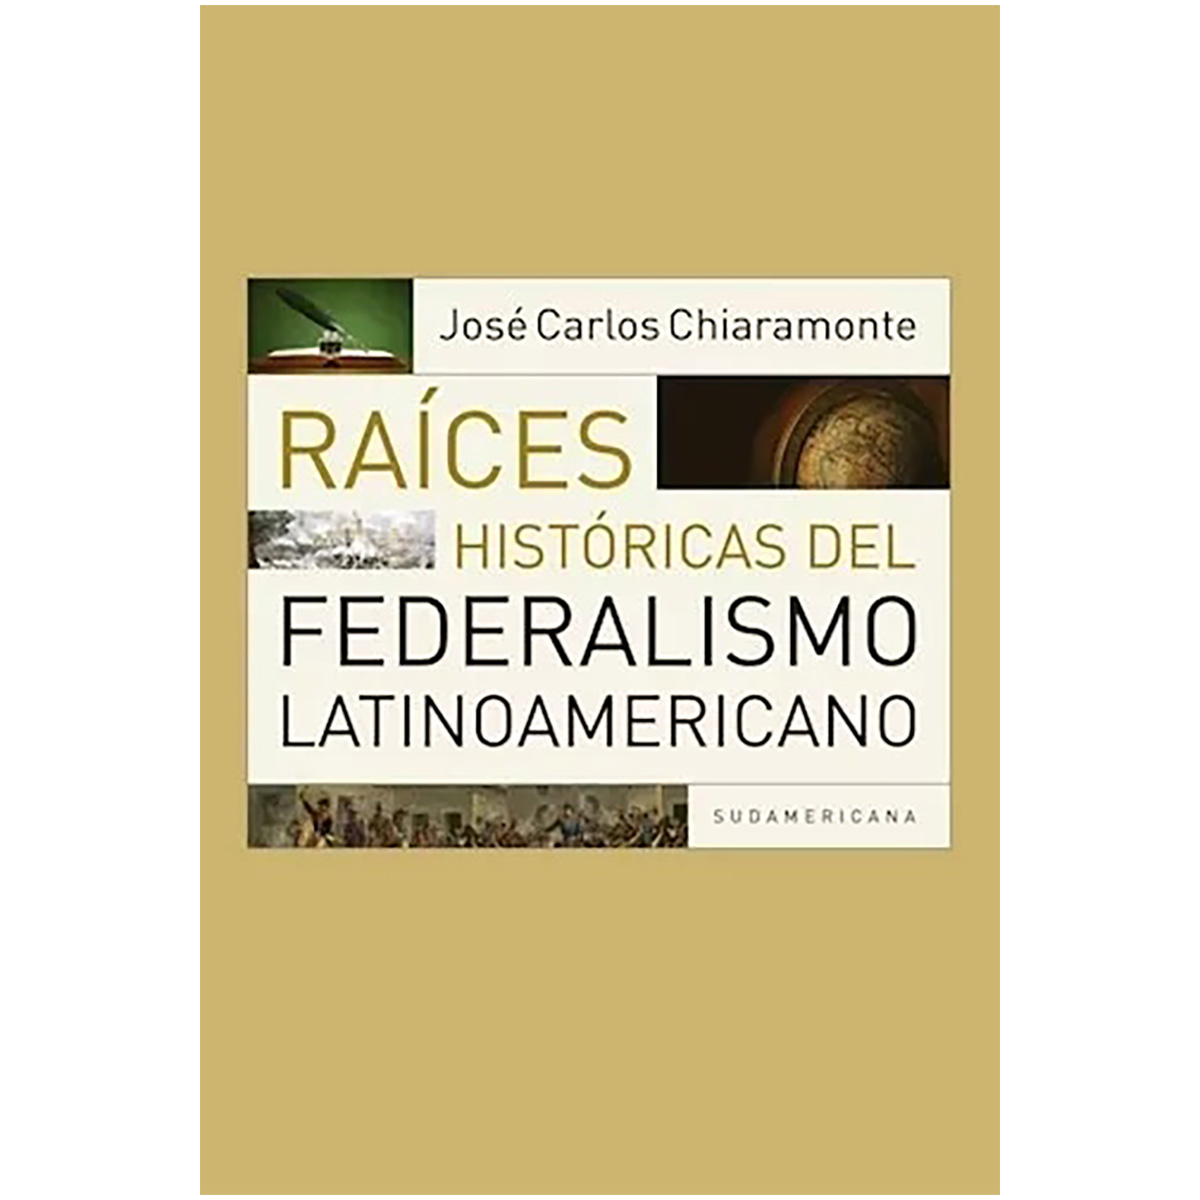 José Carlos Chiaramonte
RAÍCES
HISTÓRICAS DEL
FEDERALISMO
LATINOAMERICANO
SUDAMERICANA